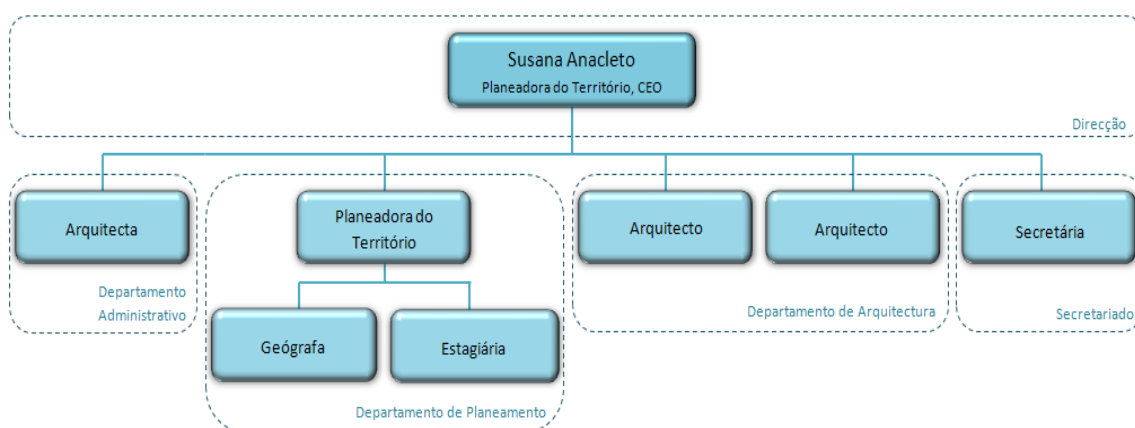 Susana Anacleto
Planeadora do Território, CEO
Direcção
Arquitecta
Planeadora do
Território
Arquitecto
Arquitecto
Secretária
Departamento
Administrativo
Departamento de Arquitectura
Secretariado
Geógrafa
Estagiária
Departamento de Planeamento